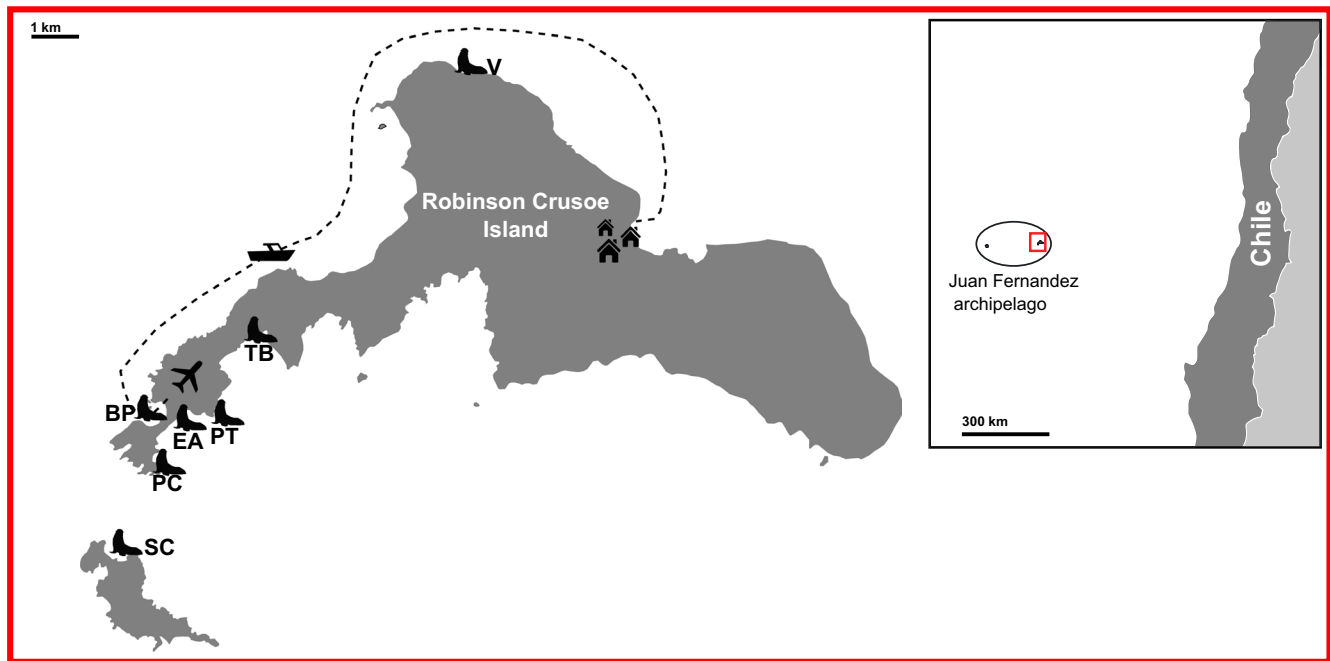 1 km
V
Robinson Crusoe
Island
TB
BP
EA
PT
PC
SC
Chile
Juan Fernandez
archipelago
300 km